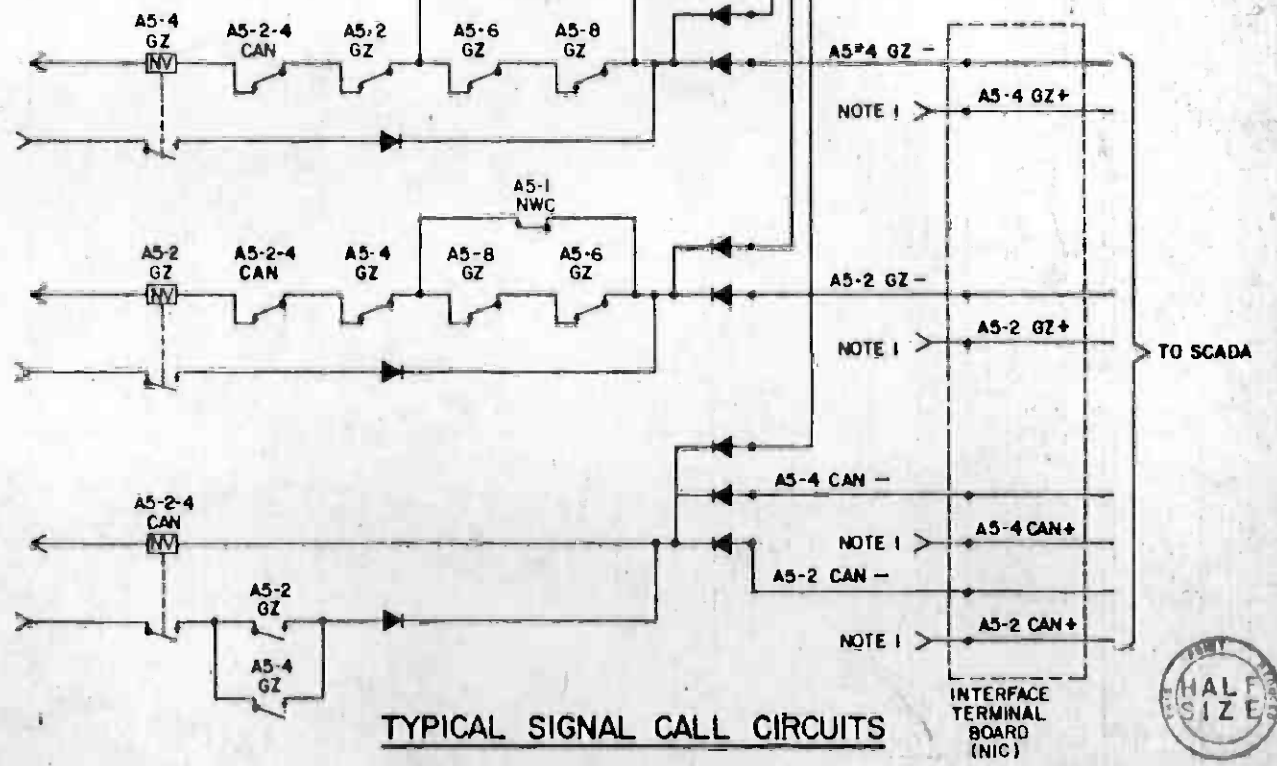 A5-4
GZ
NV
A5-2-4
CAN
A5-2
GZ
A5-6
GZ
A5-8
GZ
A5-4 GZ -
NOTE 1
A5-4 GZ+
A5-1
NWC
A5-2
GZ
NV
A5-2-4
CAN
A5-4
GZ
A5-8
GZ
A5-6
GZ
A5-2 GZ -
NOTE 1
A5-2 GZ+
TO SCADA
A5-2-4
CAN
NV
A5-2
GZ
A5-4
GZ
A5-4 CAN -
NOTE 1
A5-4 CAN+
A5-2 CAN -
NOTE 1
A5-2 CAN+
INTERFACE
TERMINAL
BOARD
(NIC)
TYPICAL SIGNAL CALL CIRCUITS
HALF
SIZE